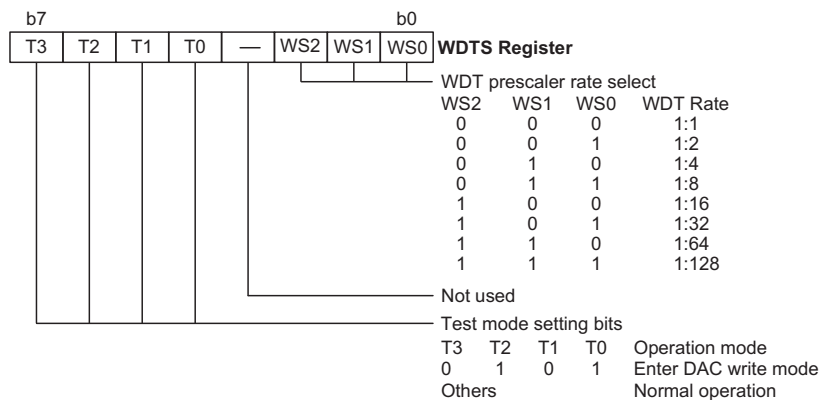 b7 b0
T3 T2 T1 T0 — WS2 WS1 WS0 WDTS Register
WDT prescaler rate select
WS2 WS1 WS0 WDT Rate
0 0 0 1:1
0 0 1 1:2
0 1 0 1:4
0 1 1 1:8
1 0 0 1:16
1 0 1 1:32
1 1 0 1:64
1 1 1 1:128
Not used
Test mode setting bits
T3 T2 T1 T0 Operation mode
0 1 0 1 Enter DAC write mode
Others Normal operation